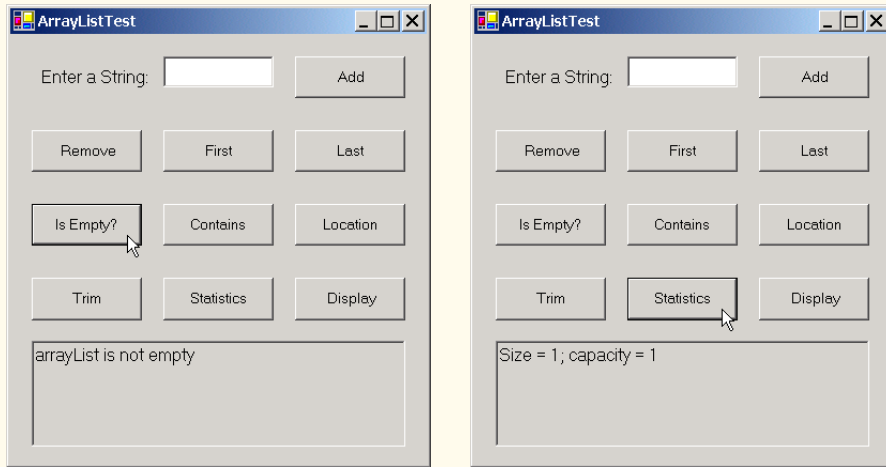 ArrayListTest
Enter a String:
Add
Remove
First
Last
Is Empty?
Contains
Location
Trim
Statistics
Display
arrayList is not empty
ArrayListTest
Enter a String:
Add
Remove
First
Last
Is Empty?
Contains
Location
Trim
Statistics
Display
Size = 1; capacity = 1